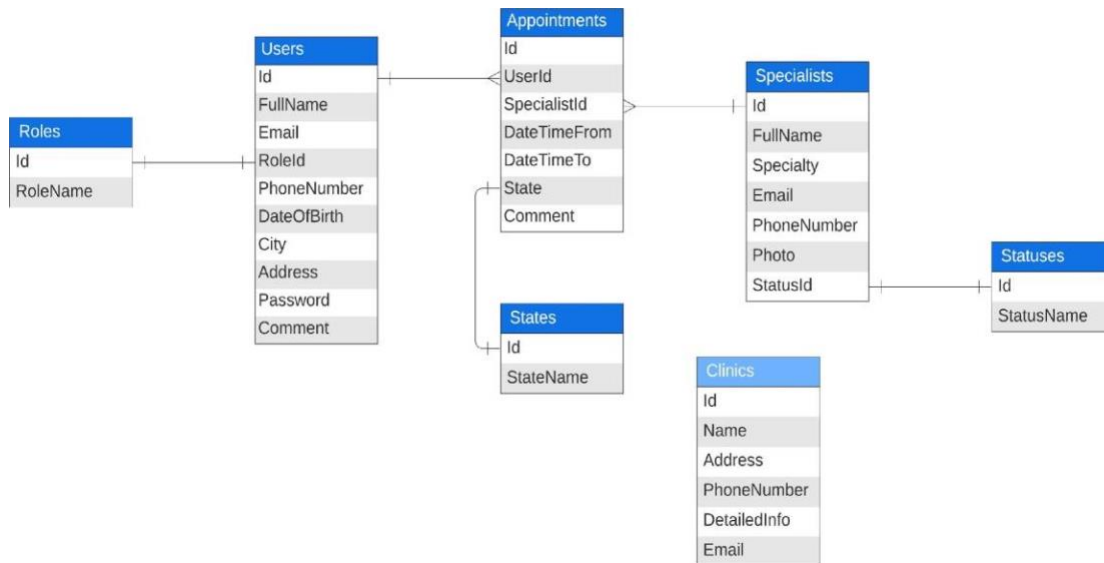 Roles
Id
RoleName
Users
Id
FullName
Email
RoleId
PhoneNumber
DateOfBirth
City
Address
Password
Comment
Appointments
Id
UserId
SpecialistId
DateTimeFrom
DateTimeTo
State
Comment
States
Id
StateName
Specialists
Id
FullName
Specialty
Email
PhoneNumber
Photo
StatusId
Statuses
Id
StatusName
Clinics
Id
Name
Address
PhoneNumber
DetailedInfo
Email